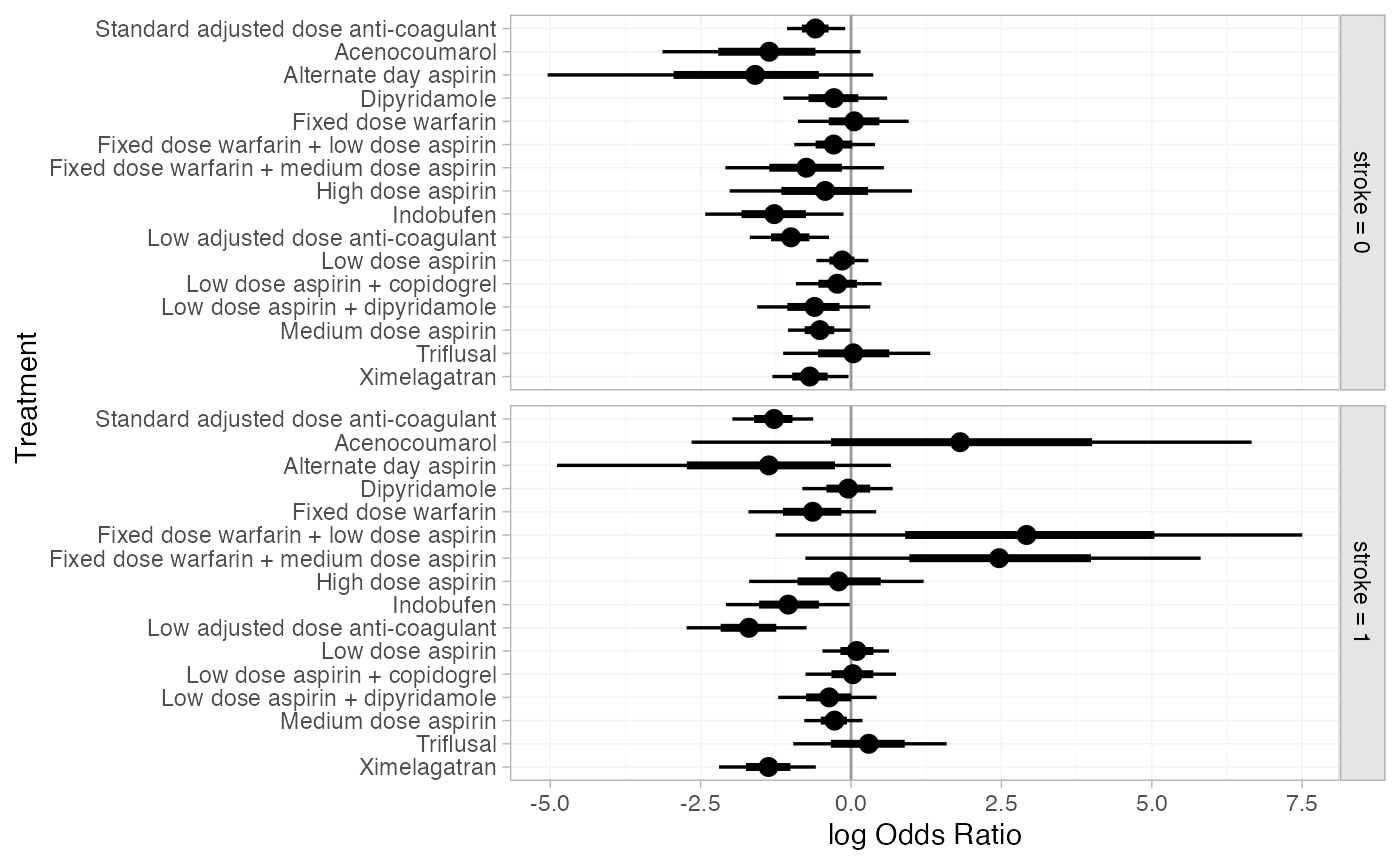 Standard adjusted dose anti-coagulant
Acenocoumarol
Alternate day aspirin
Dipyridamole
Fixed dose warfarin
Fixed dose warfarin + low dose aspirin
Fixed dose warfarin + medium dose aspirin
High dose aspirin
Indobufen
Low adjusted dose anti-coagulant
Low dose aspirin
Low dose aspirin + copidogrel
Low dose aspirin + dipyridamole
Medium dose aspirin
Triflusal
Ximelagatran
stroke = 0
Treatment
Standard adjusted dose anti-coagulant
Acenocoumarol
Alternate day aspirin
Dipyridamole
Fixed dose warfarin
Fixed dose warfarin + low dose aspirin
Fixed dose warfarin + medium dose aspirin
High dose aspirin
Indobufen
Low adjusted dose anti-coagulant
Low dose aspirin
Low dose aspirin + copidogrel
Low dose aspirin + dipyridamole
Medium dose aspirin
Triflusal
Ximelagatran
stroke = 1
-5.0 -2.5 0.0 2.5 5.0 7.5
log Odds Ratio